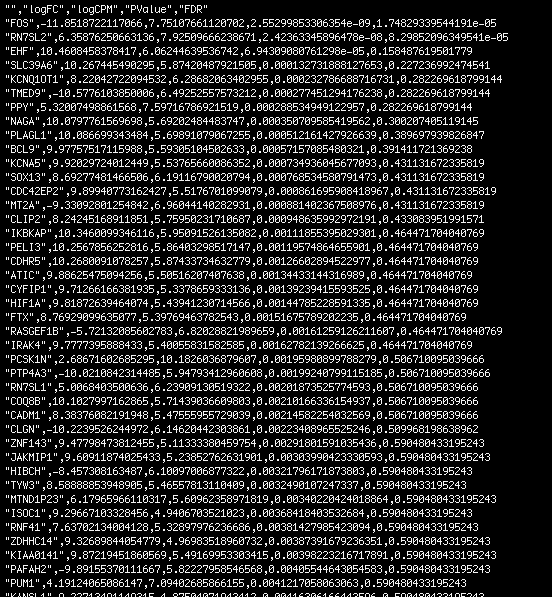 "","logFC","logCPM","PValue","FDR"
"FOS",-11.8518722117066,7.75107661120702,2.55299853306354e-09,1.74829339544191e-05
"RN7SL2",6.35876250663136,7.92509666238671,2.42363345896478e-08,8.29852096349541e-05
"EHF",10.4608458378417,6.06244639536742,6.94309080761298e-05,0.158487619501779
"SLC39A6",10.267445490295,5.87420487921505,0.000132731888127653,0.227236992474541
"KCNQ1OT1",8.22042722094532,6.28682063402955,0.000232786688716731,0.282269618799144
"TMED9",-10.5776103850006,6.49252557573212,0.000277451294176238,0.282269618799144
"PPY",5.32007498861568,7.59716786921519,0.000288534949122957,0.282269618799144
"NAGA",10.0797761569698,5.69202484483747,0.000350709585419562,0.300207405119145
"PLAGL1",10.086699343484,5.69891079067255,0.000512161427926639,0.389697939826847
"BCL9",9.97757517115988,5.59305104502633,0.000571570854803​21,0.391411721369238
"KCNA5",9.92029724012449,5.53765660086352,0.000734936045677093,0.431131672335819
"SOX13",8.69277481466506,6.19116790020794,0.000768534580791473,0.431131672335819
"CDC42EP2",9.89940773162427,5.5176701099079,0.000861695908418967,0.431131672335819
"MT2A",-9.33092801254842,6.96044140282931,0.000881402367508976,0.431131672335819
"CLIP2",8.24245168911851,5.75950231710687,0.000948635992972191,0.433083951991571
"IKBKAP",10.3460099346116,5.95091526135082,0.00111855395029301,0.464471704040769
"PELI3",10.2567856252816,5.86403298517147,0.00119574864655901,0.464471704040769
"CDHR5",10.2680091078257,5.87433734632779,0.00126602894522977,0.464471704040769
"ATIC",9.88625475094256,5.50516207407638,0.00134433144316989,0.464471704040769
"CYFIP1",9.71266166381935,5.3378659333136,0.00139239415593525,0.464471704040769
"HIF1A",9.81872639464074,5.43941230714566,0.00144785228591335,0.464471704040769
"FTX",8.76929099635077,5.39769463782543,0.00151675789202235,0.464471704040769
"RASGEF1B",-5.72132085602783,6.82028821989659,0.00161259126211607,0.464471704040769
"IRAK4",9.7777395888433,5.40055831582585,0.00162782139266625,0.464471704040769
"PCSK1N",2.68671602685295,10.1826036879607,0.00195980899788279,0.506710095039666
"PTP4A3",-10.0210842314485,5.94793412960608,0.00199240799115185,0.506710095039666
"RN7SL1",5.0068403500636,6.23909130519322,0.00201873525774593,0.506710095039666
"COQ8B",10.1027997162865,5.71439036609803,0.00210166336154937,0.506710095039666
"CADM1",8.38376082191948,5.47555955729039,0.00214582254032569,0.506710095039666
"CLGN",-10.2239526244972,6.14620442303861,0.00223408965525246,0.509968198638962
"ZNF143",9.47798473812455,5.11333380459754,0.00291801591035436,0.590480433195243
"JAKMIP1",9.60911874025433,5.23852762631901,0.00303990423330593,0.590480433195243
"HIBCH",-8.457308163487,6.10097006877322,0.00321796171873803,0.590480433195243
"TYW3",8.58888853948905,5.46557813110409,0.0032490107247337,0.590480433195243
"MTND1P23",6.17965966110317,5.60962358971819,0.00340220424018864,0.590480433195243
"ISOC1",9.29667103328456,4.9406703521023,0.00368418403532684,0.590480433195243
"RNF41",7.63702134004128,5.32897976236686,0.00381427985423094,0.590480433195243
"ZDHHC14",9.32689844054779,4.96983518960732,0.00387391679236351,0.590480433195243
"KIAA0141",9.87219451860569,5.49169953303415,0.00398223216717891,0.590480433195243
"PAFAH2",-9.89155370111667,5.82227958546568,0.00405544643054583,0.590480433195243
"PUM1",4.19124065086147,7.09402685866155,0.0041217058063063,0.590480433195243